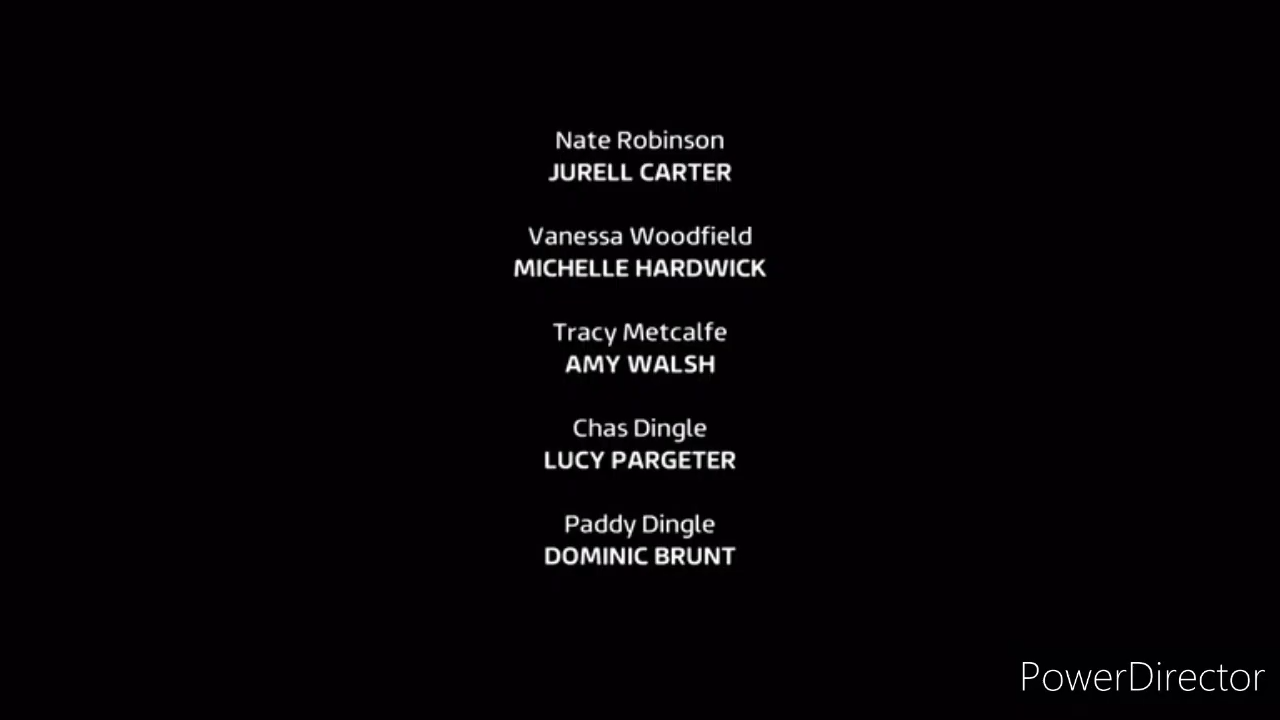 Nate Robinson
JURELL CARTER
Vanessa Woodfield
MICHELLE HARDWICK
Tracy Metcalfe
AMY WALSH
Chas Dingle
LUCY PARGETER
Paddy Dingle
DOMINIC BRUNT
PowerDirector